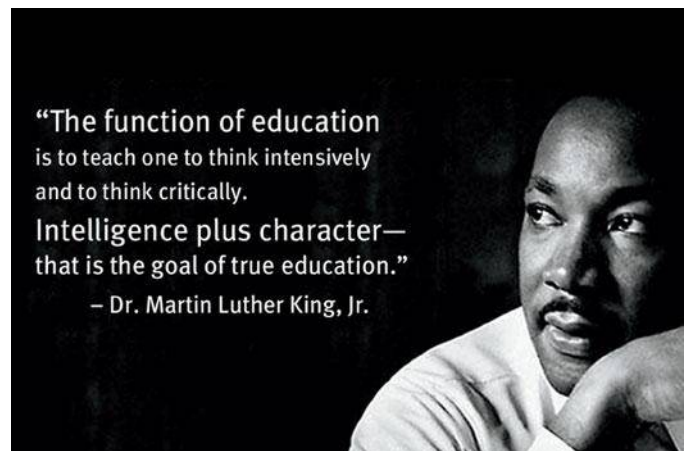 “The function of education
is to teach one to think intensively
and to think critically.
Intelligence plus character—
that is the goal of true education.”
– Dr. Martin Luther King, Jr.